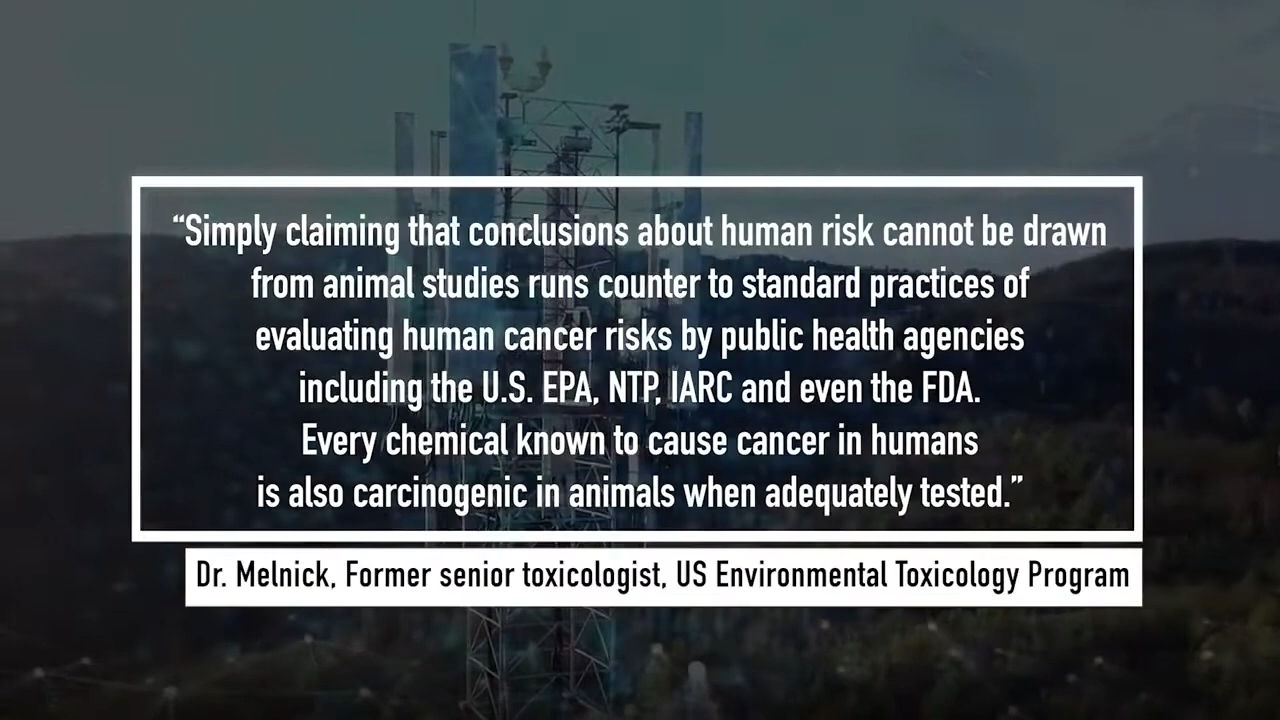 “Simply claiming that conclusions about human risk cannot be drawn
from animal studies runs counter to standard practices of
evaluating human cancer risks by public health agencies
including the U.S. EPA, NTP, IARC and even the FDA.
Every chemical known to cause cancer in humans
is also carcinogenic in animals when adequately tested.”
Dr. Melnick, Former senior toxicologist, US Environmental Toxicology Program